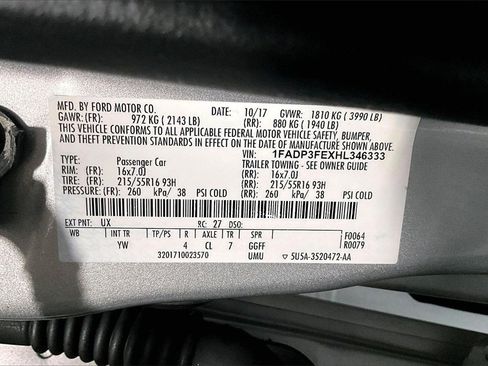 MFD. BY FORD MOTOR CO. DATE: 10/17 GVWR: 1810 KG ( 3990 LB)
GAWR: (FR) 972 KG ( 2143 LB) (RR) 880 KG ( 1940 LB)
THIS VEHICLE CONFORMS TO ALL APPLICABLE FEDERAL MOTOR VEHICLE SAFETY, BUMPER,
AND THEFT PREVENTION STANDARDS IN EFFECT ON THE DATE OF MANUFACTURE SHOWN ABOVE.
VIN: 1FADP3FEXHL346333
TYPE: Passenger Car TRAILER TOWING - SEE OWNER GUIDE
RIM: (FR) 16x7.0J (RR) 16x7.0J
TIRE: (FR) 215/55R16 93H (RR) 215/55R16 93H
PRESSURE: (FR) 260 kPa/ 38 PSI COLD (RR) 260 kPa/ 38 PSI COLD
EXT PNT: UX RC: 27 DSO:
WB INT TR TP/PS R AXLE TR SPR F0064
YW 4 CL 7 GGFF R0079
3201710023570 UMU ▽ 5U5A-3520472-AA